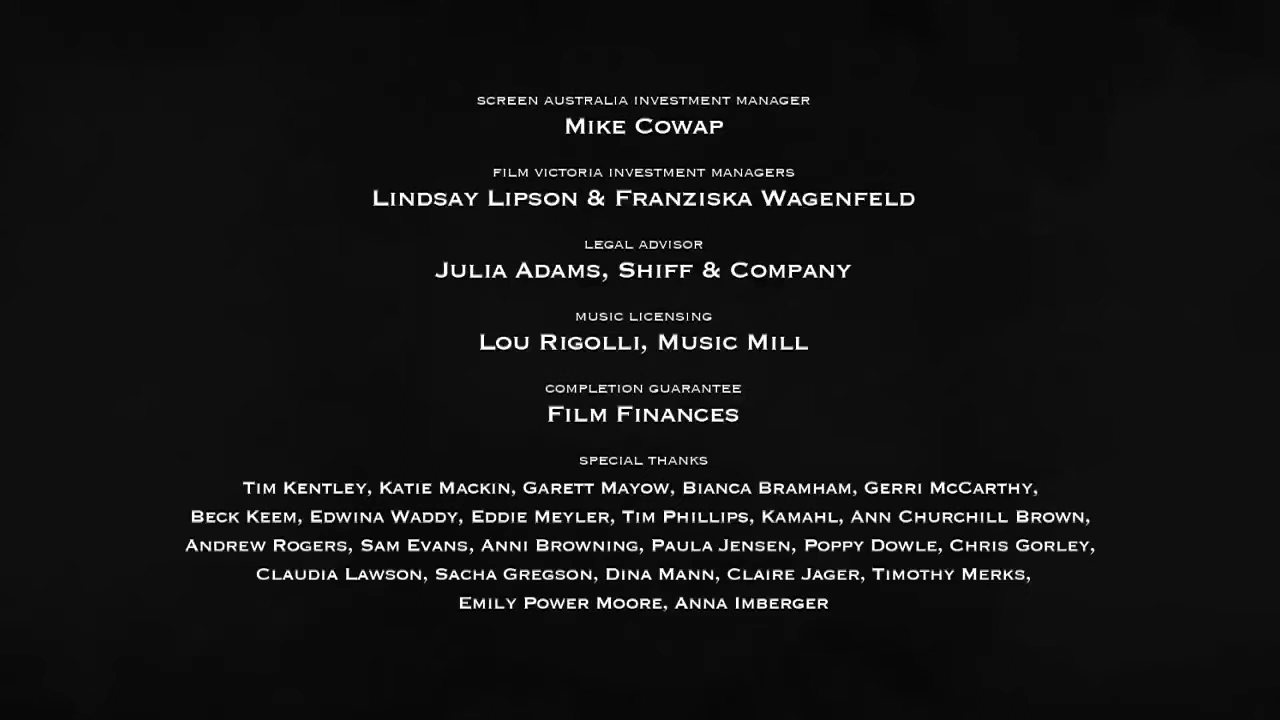 SCREEN AUSTRALIA INVESTMENT MANAGER
MIKE COWAP
FILM VICTORIA INVESTMENT MANAGERS
LINDSAY LIPSON & FRANZISKA WAGENFELD
LEGAL ADVISOR
JULIA ADAMS, SHIFF & COMPANY
MUSIC LICENSING
LOU RIGOLLI, MUSIC MILL
COMPLETION GUARANTEE
FILM FINANCES
SPECIAL THANKS
TIM KENTLEY, KATIE MACKIN, GARETT MAYOW, BIANCA BRAMHAM, GERRI MCCARTHY,
BECK KEEM, EDWINA WADDY, EDDIE MEYLER, TIM PHILLIPS, KAMAHL, ANN CHURCHILL BROWN,
ANDREW ROGERS, SAM EVANS, ANNI BROWNING, PAULA JENSEN, POPPY DOWLE, CHRIS GORLEY,
CLAUDIA LAWSON, SACHA GREGSON, DINA MANN, CLAIRE JAGER, TIMOTHY MERKS,
EMILY POWER MOORE, ANNA IMBERGER